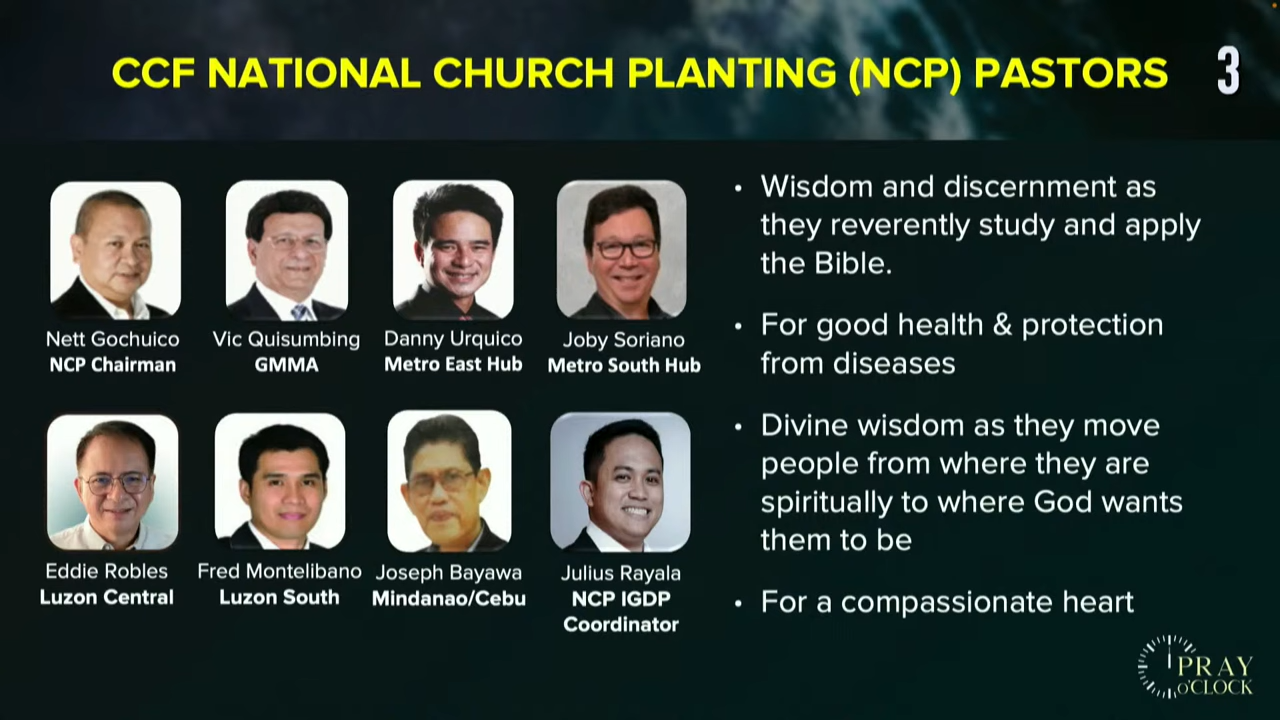 CCF NATIONAL CHURCH PLANTING (NCP) PASTORS
3
Nett Gochuico
NCP Chairman
Vic Quisumbing
GMMA
Danny Urquico
Metro East Hub
Joby Soriano
Metro South Hub
Eddie Robles
Luzon Central
Fred Montelibano
Luzon South
Joseph Bayawa
Mindanao/Cebu
Julius Rayala
NCP IGDP
Coordinator
• Wisdom and discernment as
they reverently study and apply
the Bible.
• For good health & protection
from diseases
• Divine wisdom as they move
people from where they are
spiritually to where God wants
them to be
• For a compassionate heart
PRAY
O'CLOCK